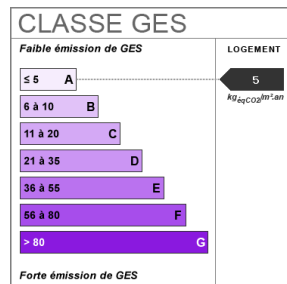 CLASSE GES
Faible émission de GES
LOGEMENT
≤ 5 A
5
kgéqCO2/m².an
6 à 10 B
11 à 20 C
21 à 35 D
36 à 55 E
56 à 80 F
> 80 G
Forte émission de GES